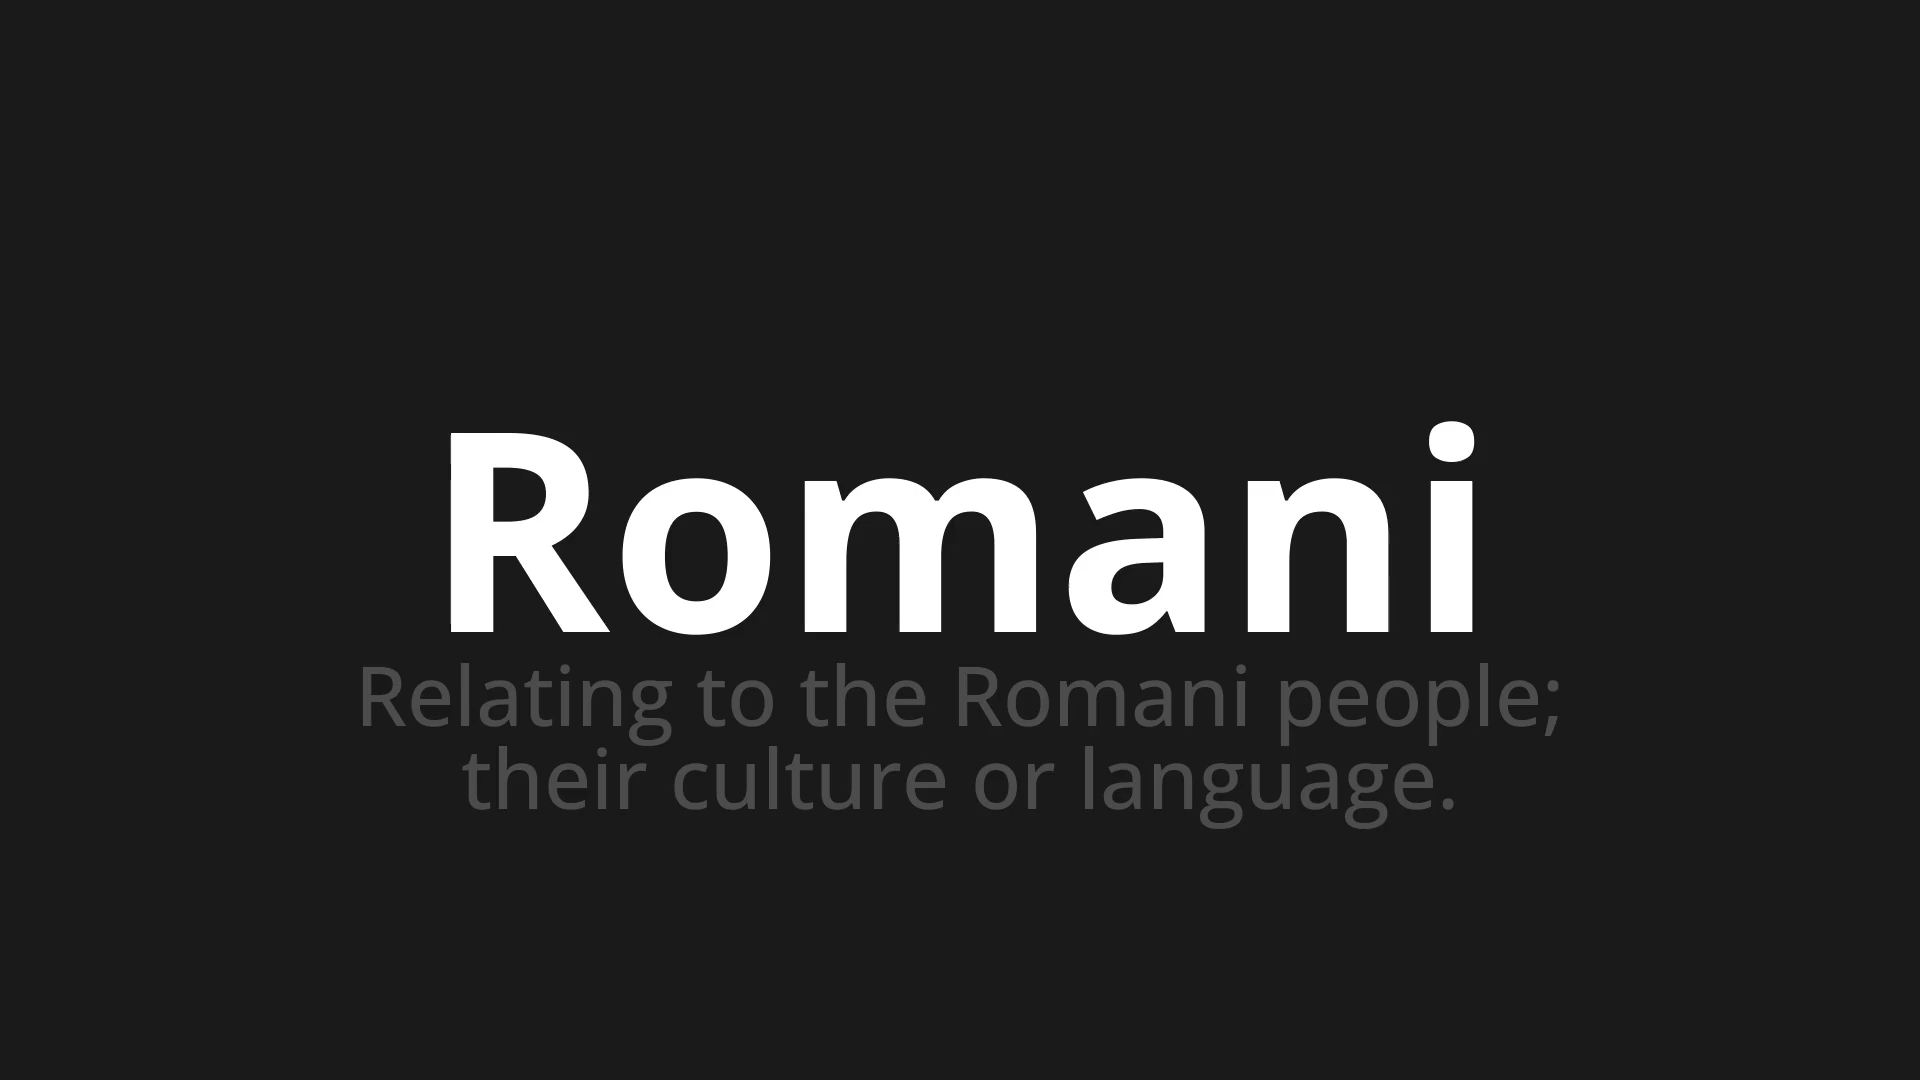 Romani
Relating to the Romani people;
their culture or language.